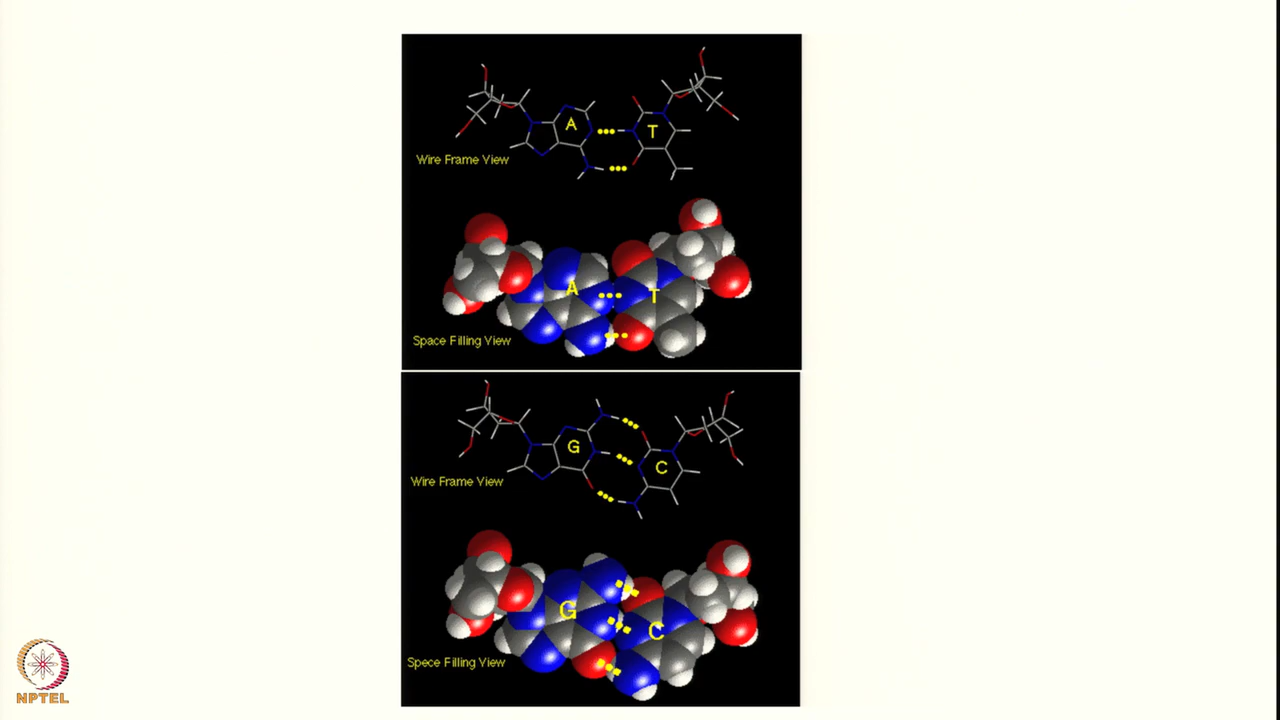 A
T
Wire Frame View
A
T
Space Filling View
G
C
Wire Frame View
G
C
Spece Filling View
NPTEL